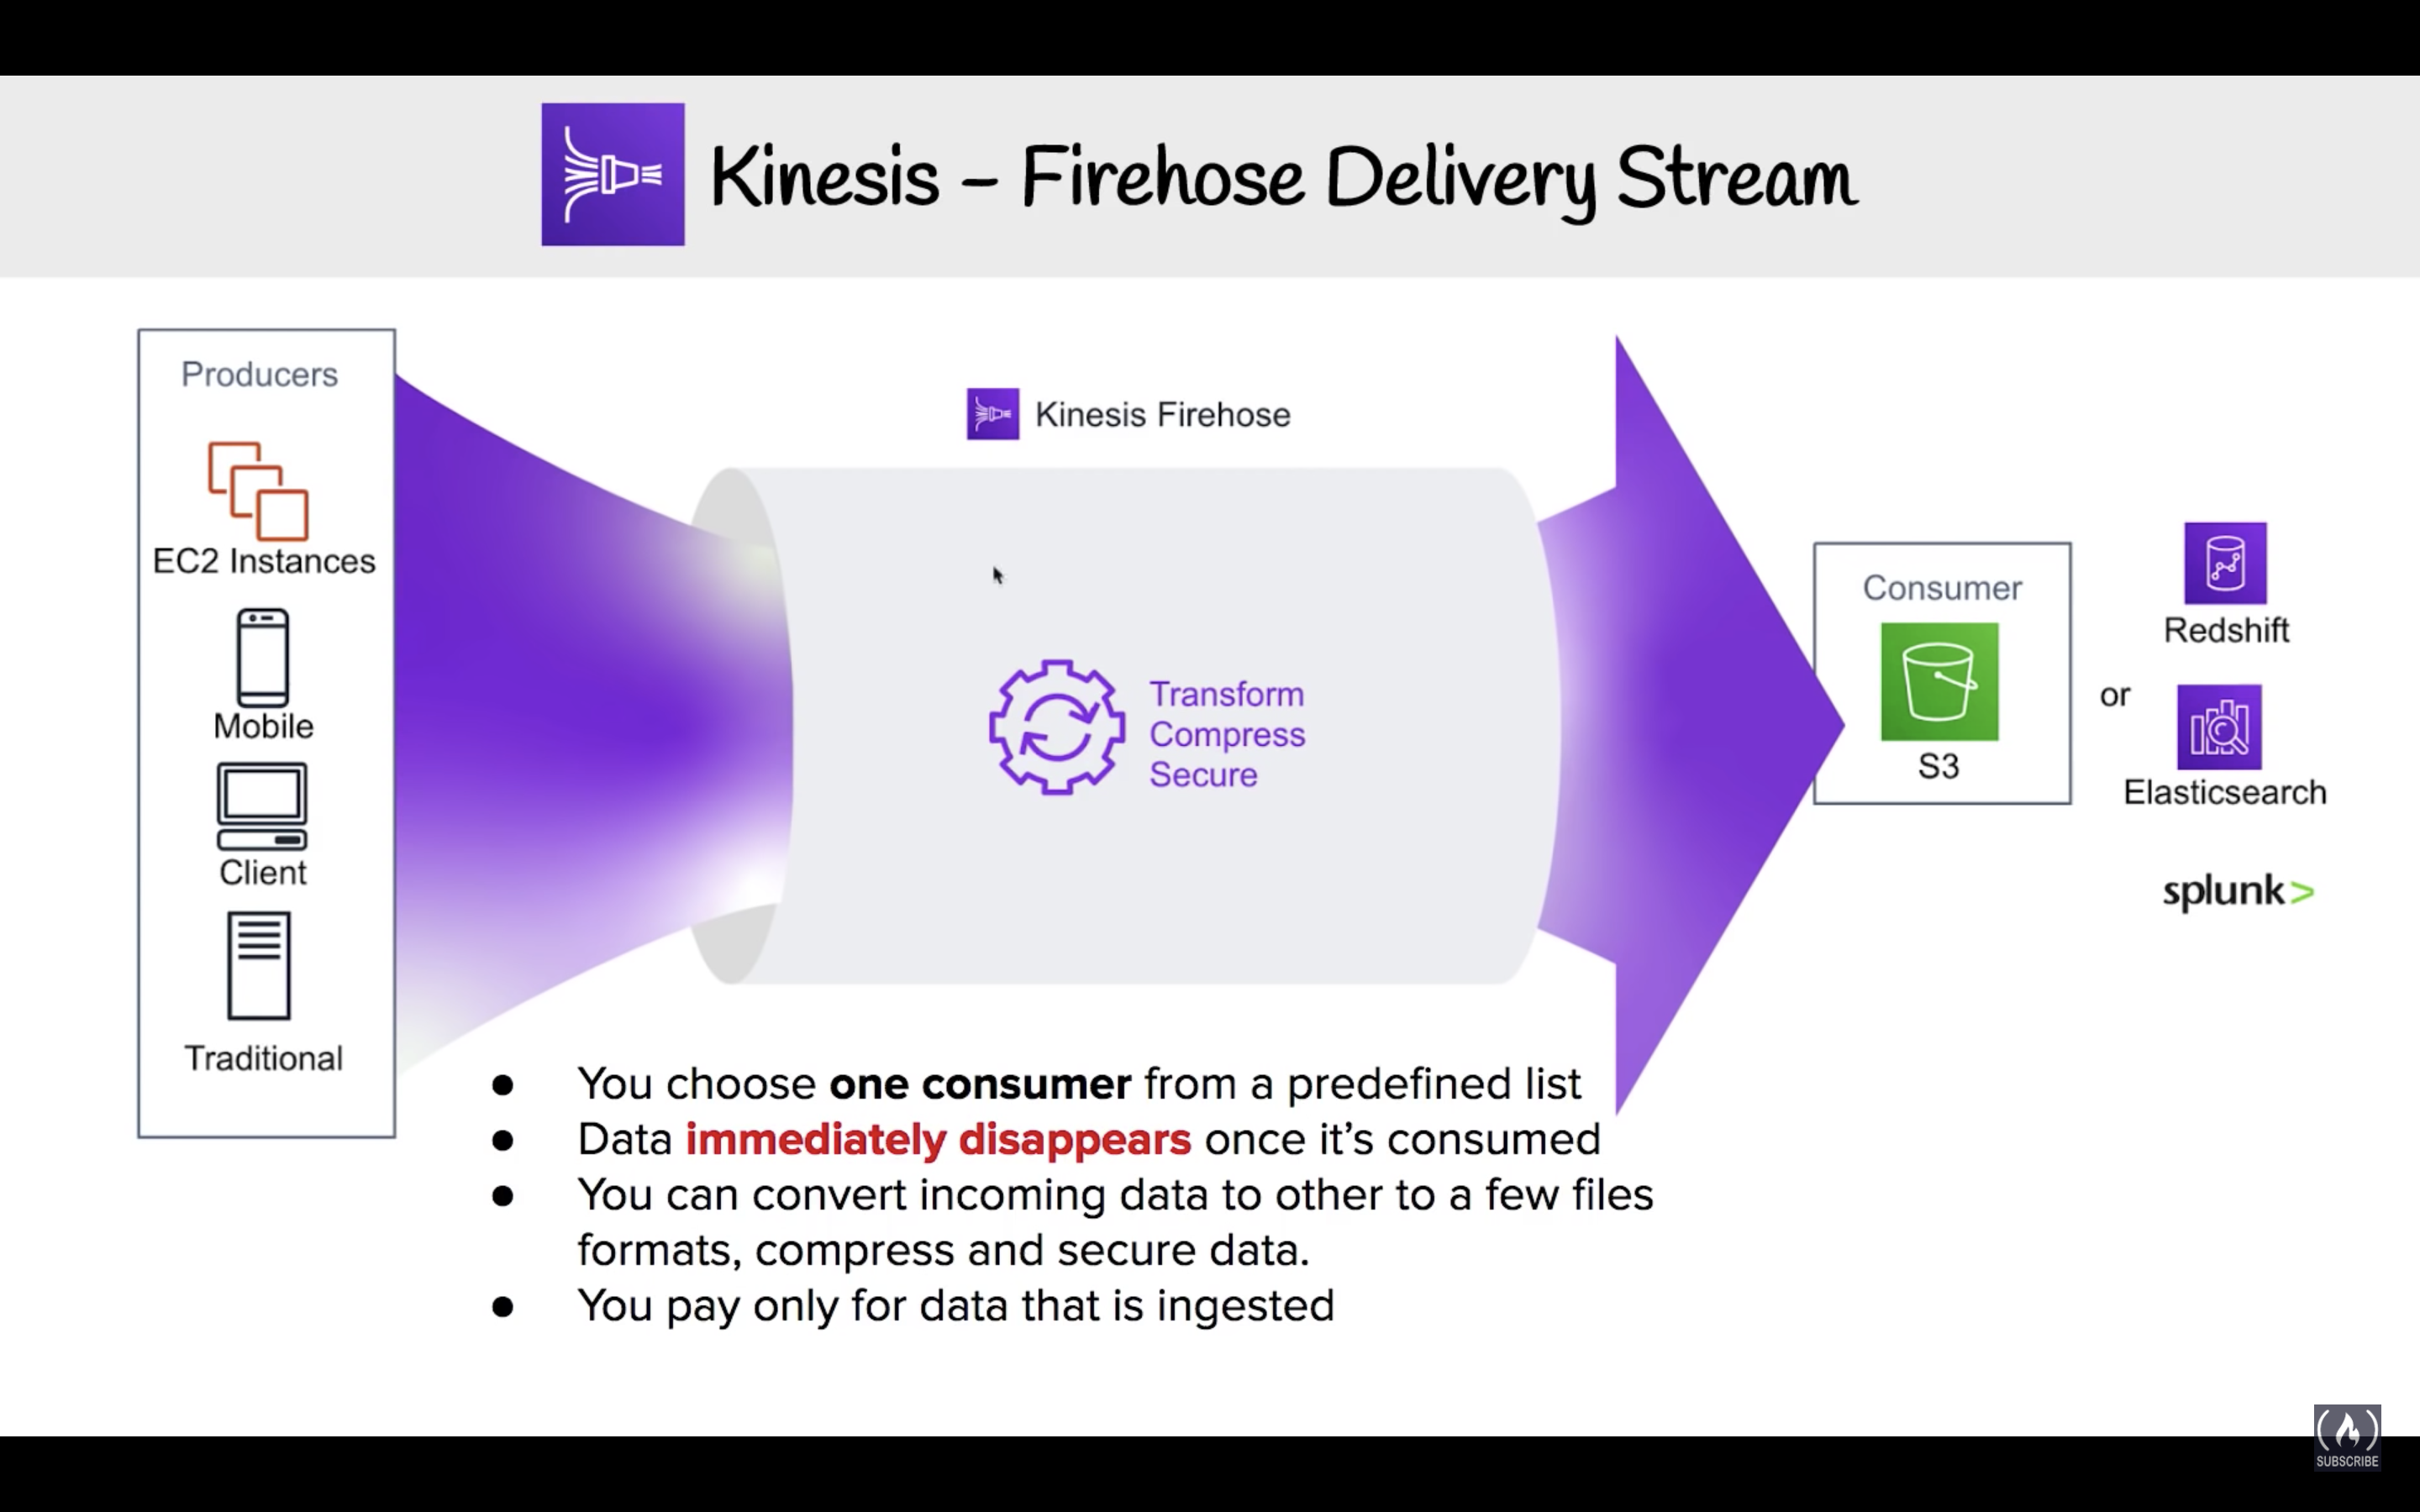 Kinesis – Firehose Delivery Stream
Producers
EC2 Instances
Mobile
Client
Traditional
Kinesis Firehose
Transform
Compress
Secure
Consumer
S3
or
Redshift
Elasticsearch
splunk>
● You choose one consumer from a predefined list
● Data immediately disappears once it’s consumed
● You can convert incoming data to other to a few files
formats, compress and secure data.
● You pay only for data that is ingested
SUBSCRIBE